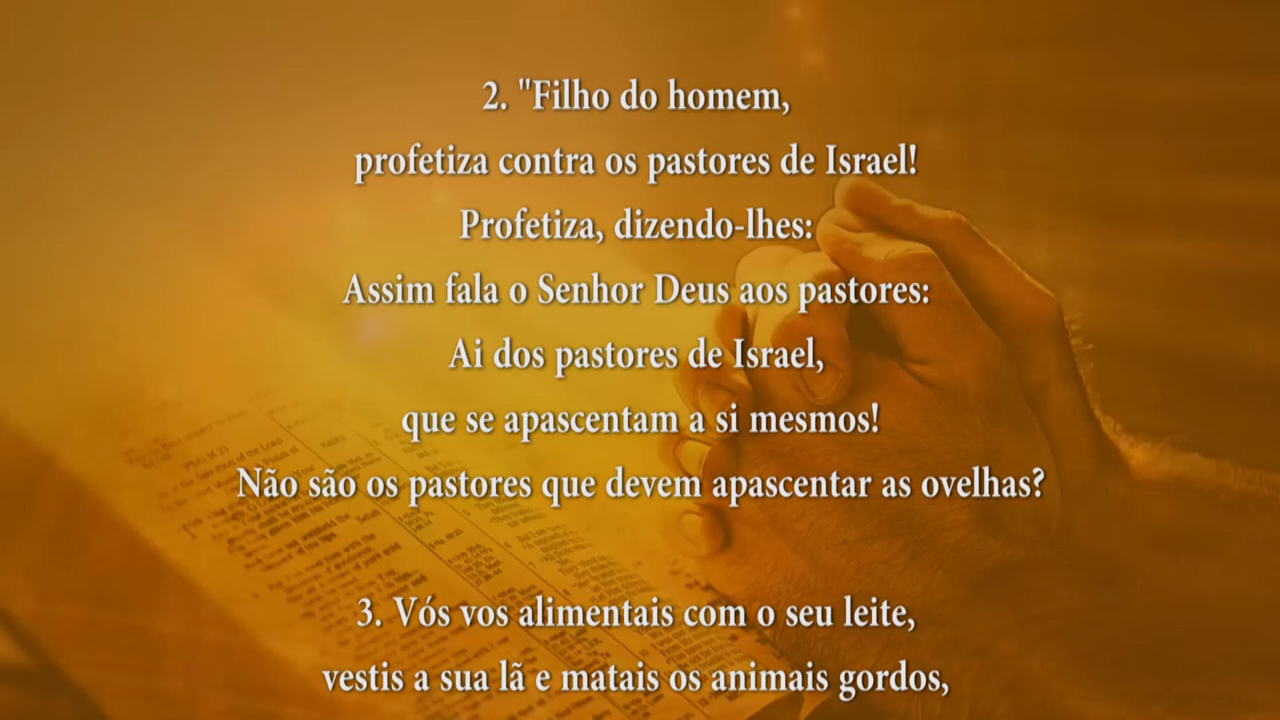 2. "Filho do homem,
profetiza contra os pastores de Israel!
Profetiza, dizendo-lhes:
Assim fala o Senhor Deus aos pastores:
Ai dos pastores de Israel,
que se apascentam a si mesmos!
Não são os pastores que devem apascentar as ovelhas?
3. Vós vos alimentais com o seu leite,
vestis a sua lã e matais os animais gordos,